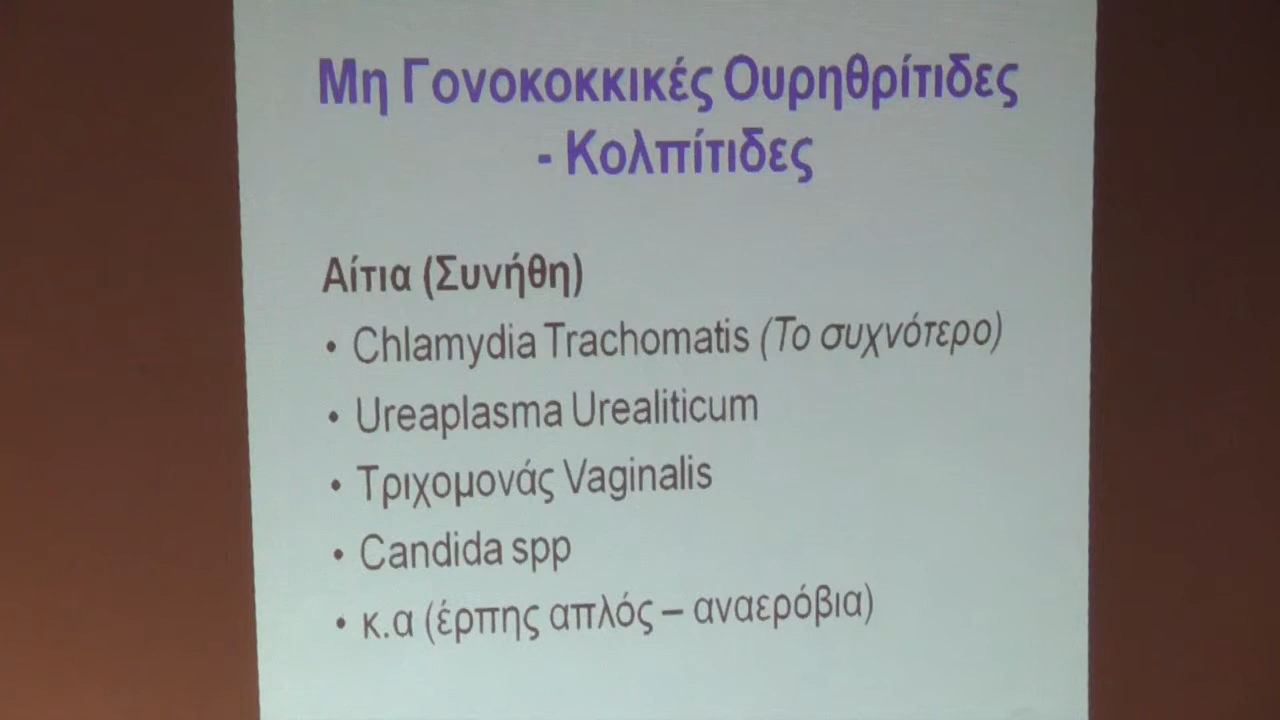 Μη Γονοκοκκικές Ουρηθρίτιδες
- Κολπίτιδες
Αίτια (Συνήθη)
• Chlamydia Trachomatis (Το συχνότερο)
• Ureaplasma Urealiticum
• Τριχομονάς Vaginalis
• Candida spp
• κ.α (έρπης απλός – αναερόβια)